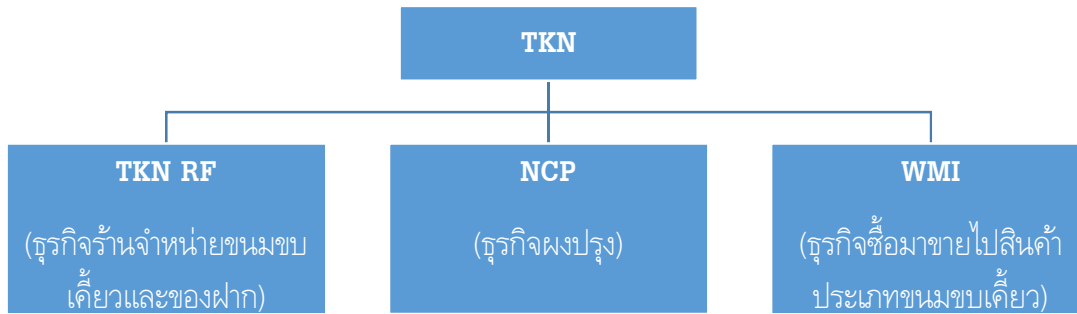 TKN
TKN RF
(ธุรกิจร้านจำหน่ายขนมขบ
เคี้ยวและของฝาก)
NCP
(ธุรกิจผงปรุง)
WMI
(ธุรกิจซื้อมาขายไปสินค้า
ประเภทขนมขบเคี้ยว)